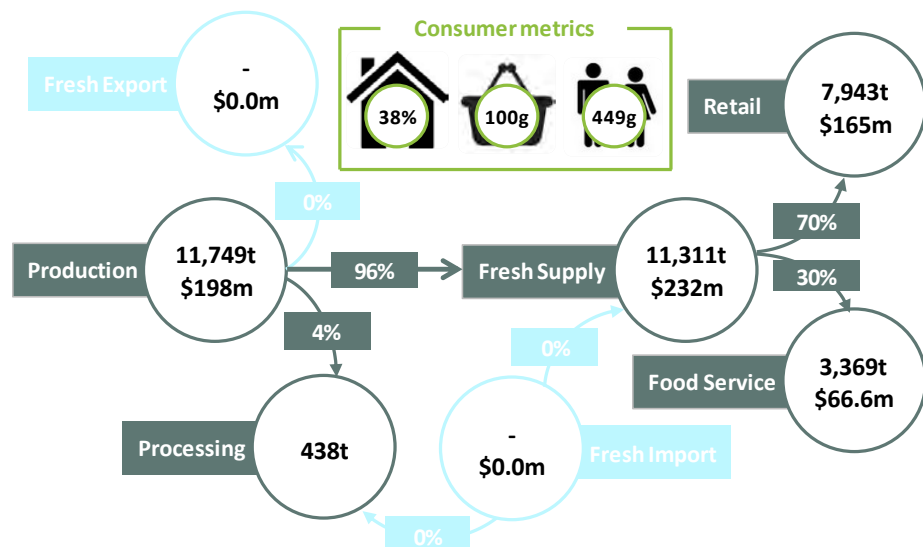 Consumer metrics
38%
100g
449g
Fresh Export
-
$0.0m
0%
Retail
7,943t
$165m
70%
Production
11,749t
$198m
96%
Fresh Supply
11,311t
$232m
30%
4%
0%
Food Service
3,369t
$66.6m
Processing
438t
-
$0.0m
Fresh Import
0%